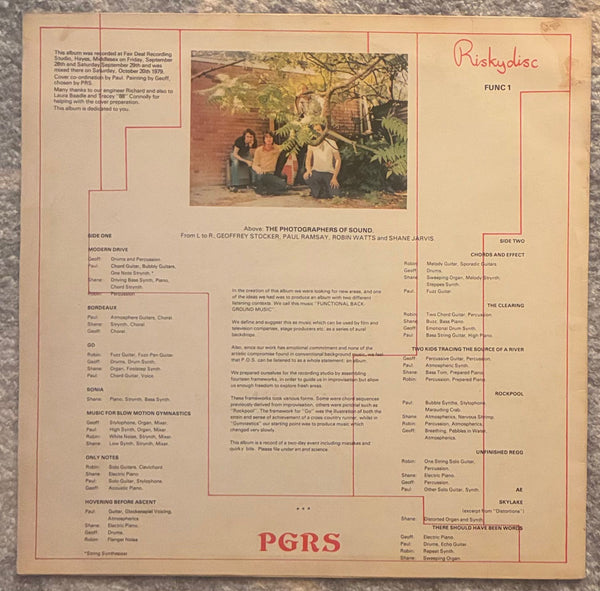 This album was recorded at Fax Deal Recording
Studio, Hayes, Middlesex on Friday, September
28th and Saturday, September 29th and was
mixed there on Saturday, October 20th 1979.
Cover co-ordination by Paul. Painning by Geoff,
chosen by PRS.
Many thanks to our engineer Richard and also to
Laura Beadle and Tracey "BB" Connolly for
helping with the cover preparation.
This album is dedicated to you.
Riskydisc
FUNC 1
Above: THE PHOTOGRAPHERS OF SOUND.
From L to R: GEOFFREY STOCKER, PAUL RAMSAY, ROBIN WATTS and SHANE JARVIS.
SIDE ONE
MODERN DRIVE
Geoff: Drums and Percussion.
Paul: Chord Guitar, Bubbly Guitars,
Gee Note Strynth.*
Shane: Driving Bass Synth, Piano,
Chord Strynth.
Robin: Percussion
BORDEAUX
Paul: Atmosphere Guitars, Choral
Shane: Strynth, Choral
Geoff: Choral
GO
Robin: Fuzz Guitar, Fuzz-Pan Guitar
Geoff: Drums, Drum Synth.
Shane: Organ, Footstep Synth.
Paul: Chord Guitar, Voice
SONIA
Shane: Piano, Strynth, Bass Synth.
MUSIC FOR SLOW MOTION GYMNASTICS
Geoff: Stylophone, Organ, Mixer.
Paul: High Synth, Organ, Mixer
Robin: White Noise, Strynth, Mixer.
Shane: Low Synth, Strynth, Mixer.
ONLY NOTES
Robin: Solo Guitars, Clavichord
Shane: Electric Piano
Paul: Solo Guitar, Stylophone.
Geoff: Acoustic Piano.
HOVERING BEFORE ASCENT
Paul: Guitar, Glockenspiel Voicing,
Atmospherics
Shane: Electric Piano.
Geoff: Drums.
Robin: Flanger Notes
*String Synthesizer
In the creation of this album we were looking for new areas, and one
of the ideas we had was to produce an album with two different
listening contexts. We call this music "FUNCTIONAL BACK-
GROUND MUSIC".
We define and suggest this as music which can be used by film and
television companies, stage producers etc. as a series of aural
backdrops.
Also, since our work has emotional commitment and none of the
artistic compromise found in conventional background music, we feel
that P.O.S. can be listened to as a whole statement; an album.
We prepared ourselves for the recording studio by assembling
fourteen frameworks, in order to guide us in improvisation but allow
us enough freedom to explore fresh areas.
These frameworks took various forms. Some were chord sequences
previously derived from improvisation, others were pictorial such as
"Rockpool". The framework for "Go" was the illustration of both the
strain and sense of achievement of a cross country runner, whilst in
"Gymnastics" our starting point was to produce music which
changed very slowly.
This album is a record of a two-day event including mistakes and
quirky bits. Please file under art and science.
* * *
PGRS
SIDE TWO
CHORDS AND EFFECT
Robin: Melody Guitar, Sporadic Guitars.
Geoff: Drums.
Shane: Sweeping Organ, Melody Strynth,
Steppes Synth.
Paul: Fuzz Guitar.
THE CLEARING
Robin: Two Chord Guitar, Percussion.
Shane: Buzz, Bass Piano.
Geoff: Emotional Drum Synth.
Paul: Bass String Guitar, High Piano.
TWO KIDS TRACING THE SOURCE OF A RIVER
Geoff: Percussive Guitar, Percussion.
Paul: Atmospheric Synth.
Shane: Bass Tom, Prepared Piano.
Robin: Percussion, Prepared Piano.
ROCKPOOL
Paul: Bubble Synths, Stylophone
Marauding Crab.
Shane: Atmospherics, Nervous Shrimp.
Robin: Percussion, Atmospherics.
Geoff: Breathing, Pebbles in Water,
Atmospherics.
UNFINISHED REGG
Robin: One String Solo Guitar,
Percussion.
Shane: Electric Piano.
Geoff: Percussion.
Paul: Other Solo Guitar, Synth.
AE
SKYLAKE
(excerpt from "Distortions")
Shane: Distorted Organ and Synth.
THERE SHOULD HAVE BEEN WORDS
Geoff: Electric Piano.
Paul: Drums, Echo Guitar.
Robin: Repeat Synth.
Shane: Sweeping Organ.